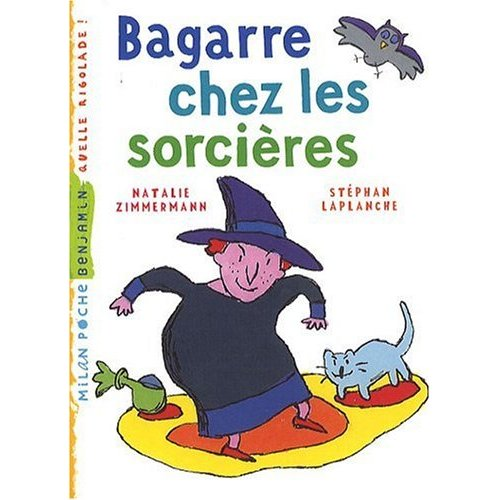 Bagarre
chez les
sorcières
NATALIE
ZIMMERMANN
STÉPHAN
LAPLANCHE
MiLAN POCHE BENJAMIN QUELLE RIGOLADE !